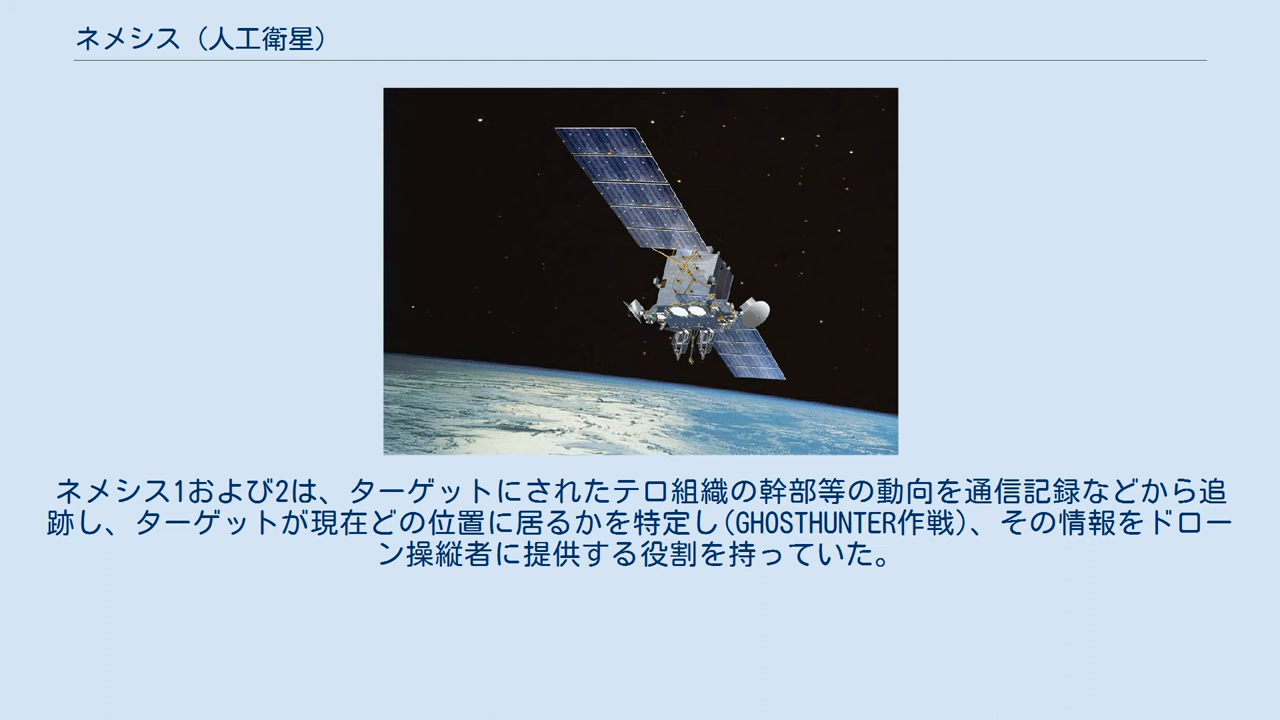 ネメシス（人工衛星）
ネメシス1および2は、ターゲットにされたテロ組織の幹部等の動向を通信記録などから追
跡し、ターゲットが現在どの位置に居るかを特定し(GHOSTHUNTER作戦)、その情報をドロー
ン操縦者に提供する役割を持っていた。